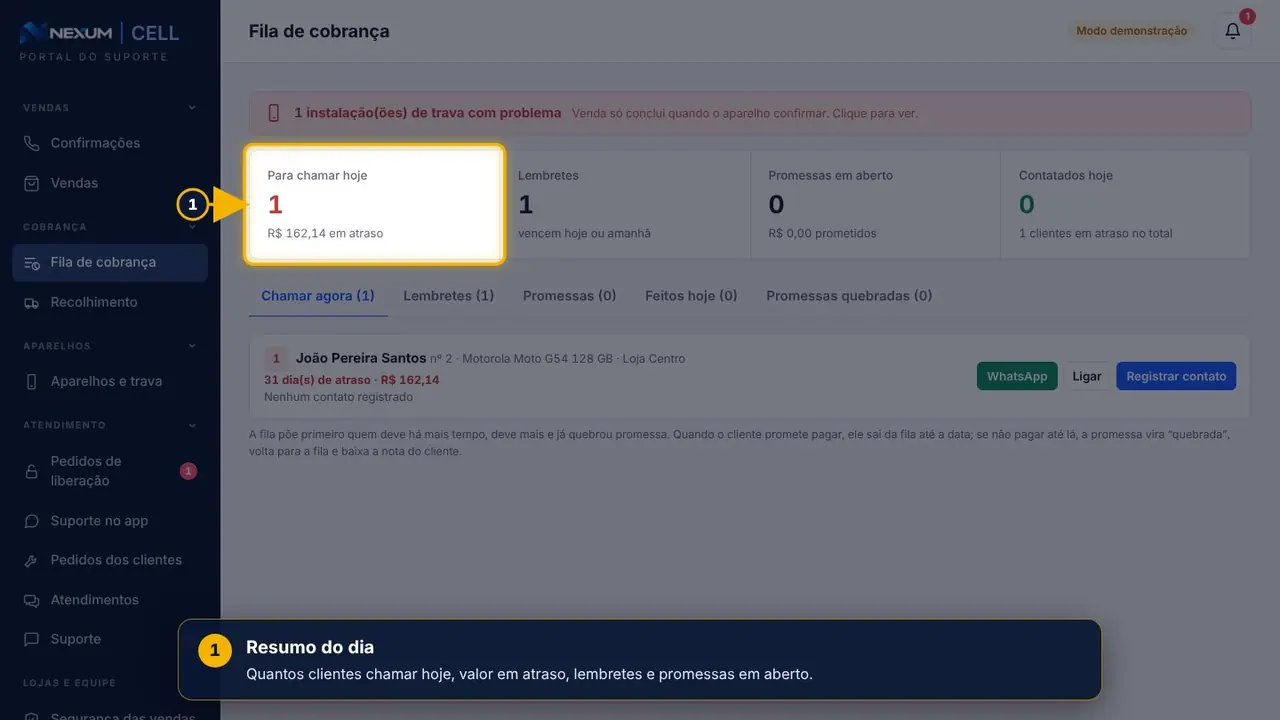 NEXUM | CELL
PORTAL DO SUPORTE
VENDAS
Confirmações
Vendas
COBRANÇA
Fila de cobrança
Recolhimento
APARELHOS
Aparelhos e trava
ATENDIMENTO
Pedidos de
liberação
1
Suporte no app
Pedidos dos clientes
Atendimentos
Suporte
LOJAS E EQUIPE
Segurança das vendas
Fila de cobrança
Modo demonstração
1
1 instalação(ões) de trava com problema Venda só conclui quando o aparelho confirmar. Clique para ver.
1
Para chamar hoje
1
R$ 162,14 em atraso
Lembretes
1
vencem hoje ou amanhã
Promessas em aberto
0
R$ 0,00 prometidos
Contatados hoje
0
1 clientes em atraso no total
Chamar agora (1) Lembretes (1) Promessas (0) Feitos hoje (0) Promessas quebradas (0)
1 João Pereira Santos nº 2 · Motorola Moto G54 128 GB · Loja Centro
31 dia(s) de atraso · R$ 162,14
Nenhum contato registrado
WhatsApp Ligar Registrar contato
A fila põe primeiro quem deve há mais tempo, deve mais e já quebrou promessa. Quando o cliente promete pagar, ele sai da fila até a data; se não pagar até lá, a promessa vira “quebrada”,
volta para a fila e baixa a nota do cliente.
1 Resumo do dia
Quantos clientes chamar hoje, valor em atraso, lembretes e promessas em aberto.